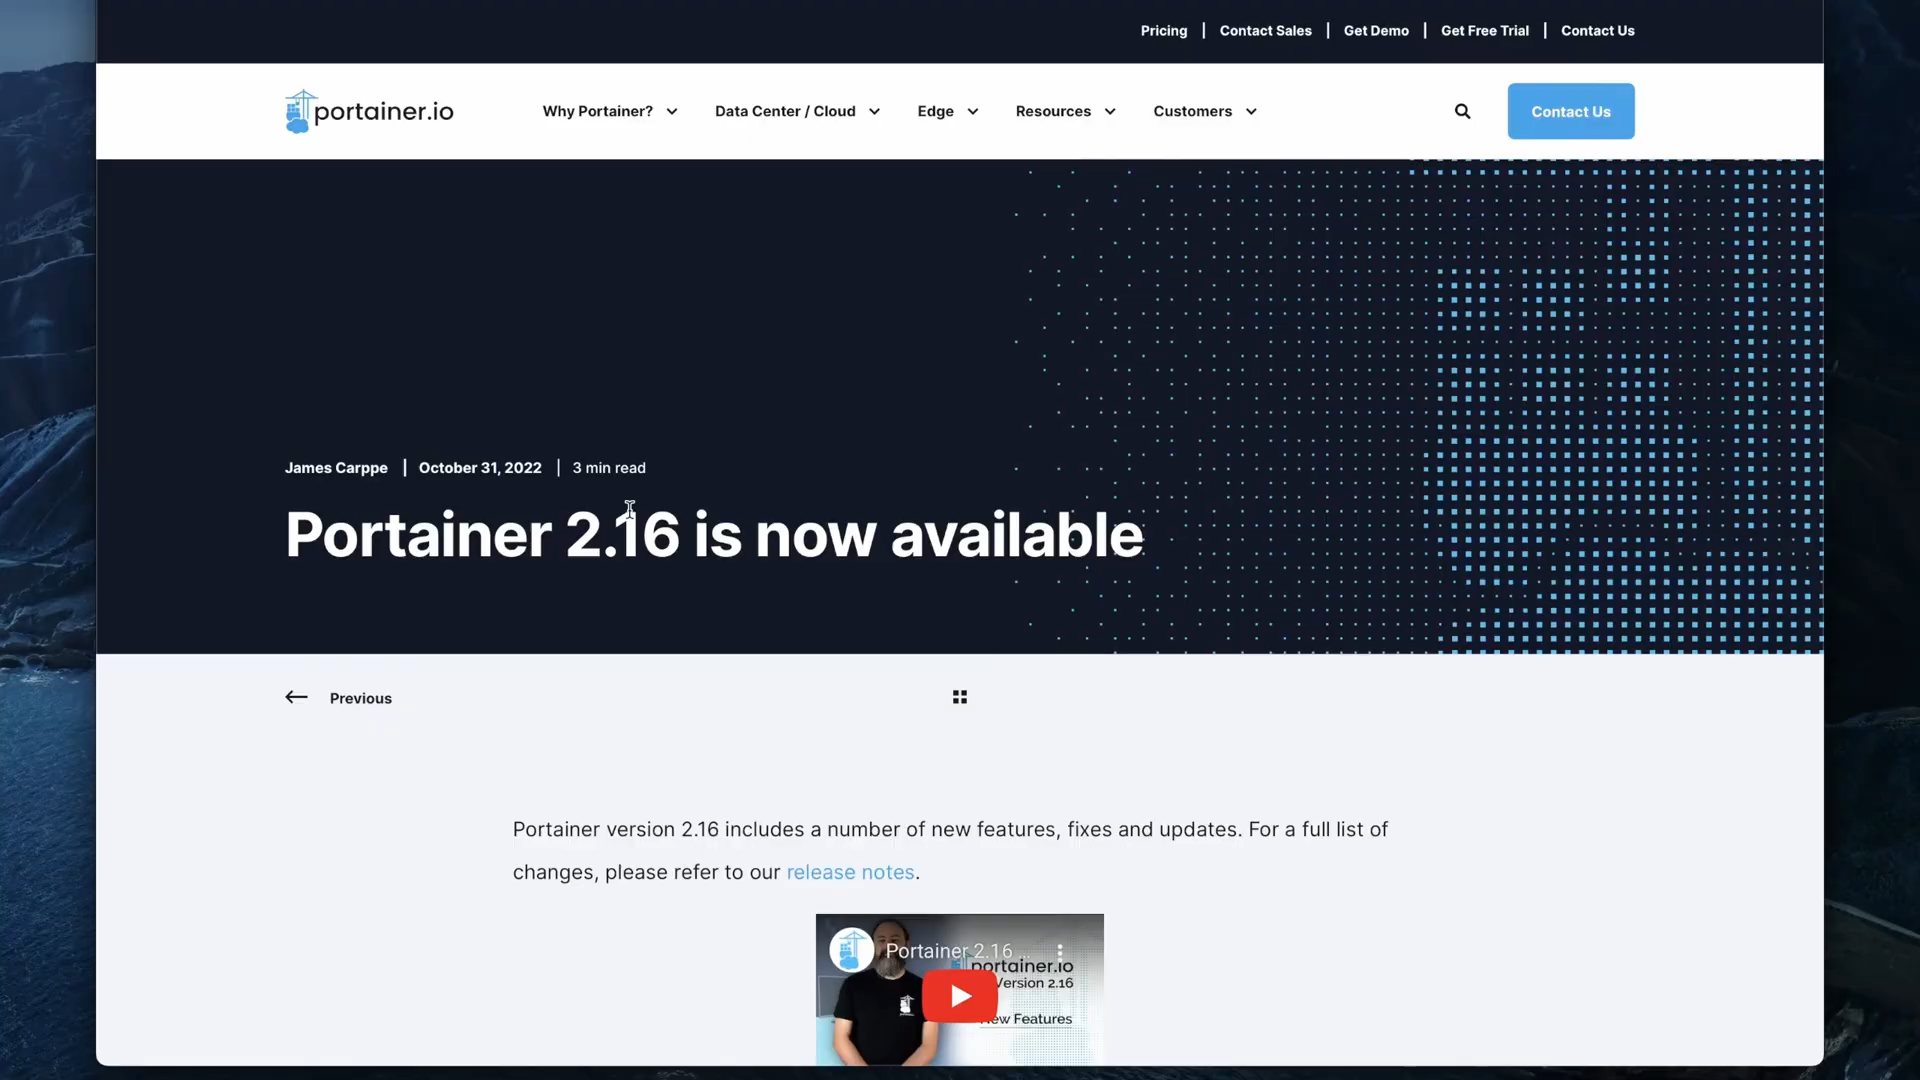 Pricing | Contact Sales | Get Demo | Get Free Trial | Contact Us
portainer.io Why Portainer? Data Center / Cloud Edge Resources Customers Contact Us
James Carppe | October 31, 2022 | 3 min read
Portainer 2.16 is now available
Previous
Portainer version 2.16 includes a number of new features, fixes and updates. For a full list of
changes, please refer to our release notes.
Portainer 2.16 ...
portainer.io
Version 2.16
New Features